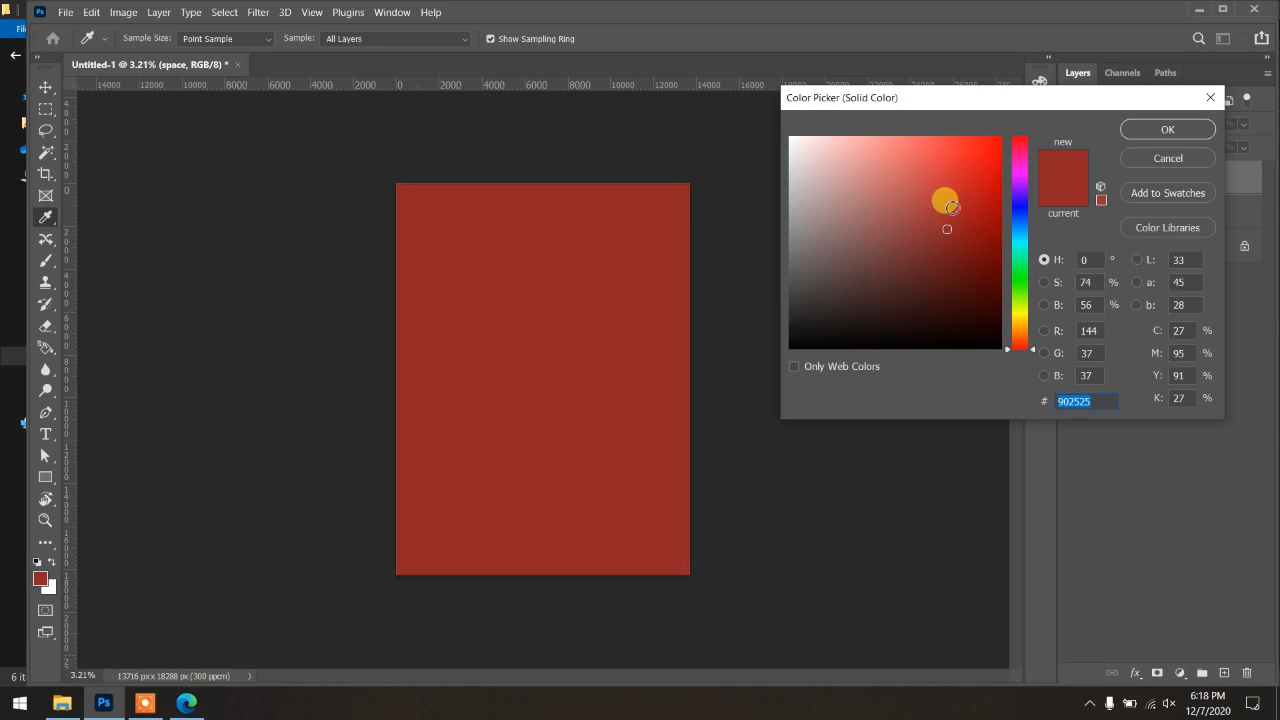 File Edit Image Layer Type Select Filter 3D View Plugins Window Help
Sample Size: Point Sample Sample: All Layers Show Sampling Ring
Untitled-1 @ 3.21% (space, RGB/8) *
Layers Channels Paths
14000 12000 10000 8000 6000 4000 2000 0 2000 4000 6000 8000 10000 12000 14000 16000
Color Picker (Solid Color)
new
current
OK
Cancel
Add to Swatches
Color Libraries
H: 0 ° L: 33
S: 74 % a: 45
B: 56 % b: 28
R: 144 C: 27 %
G: 37 M: 95 %
B: 37 Y: 91 %
# 902525 K: 27 %
Only Web Colors
3.21% 13716 px x 18288 px (300 ppcm)
6 it
6:18 PM
12/7/2020